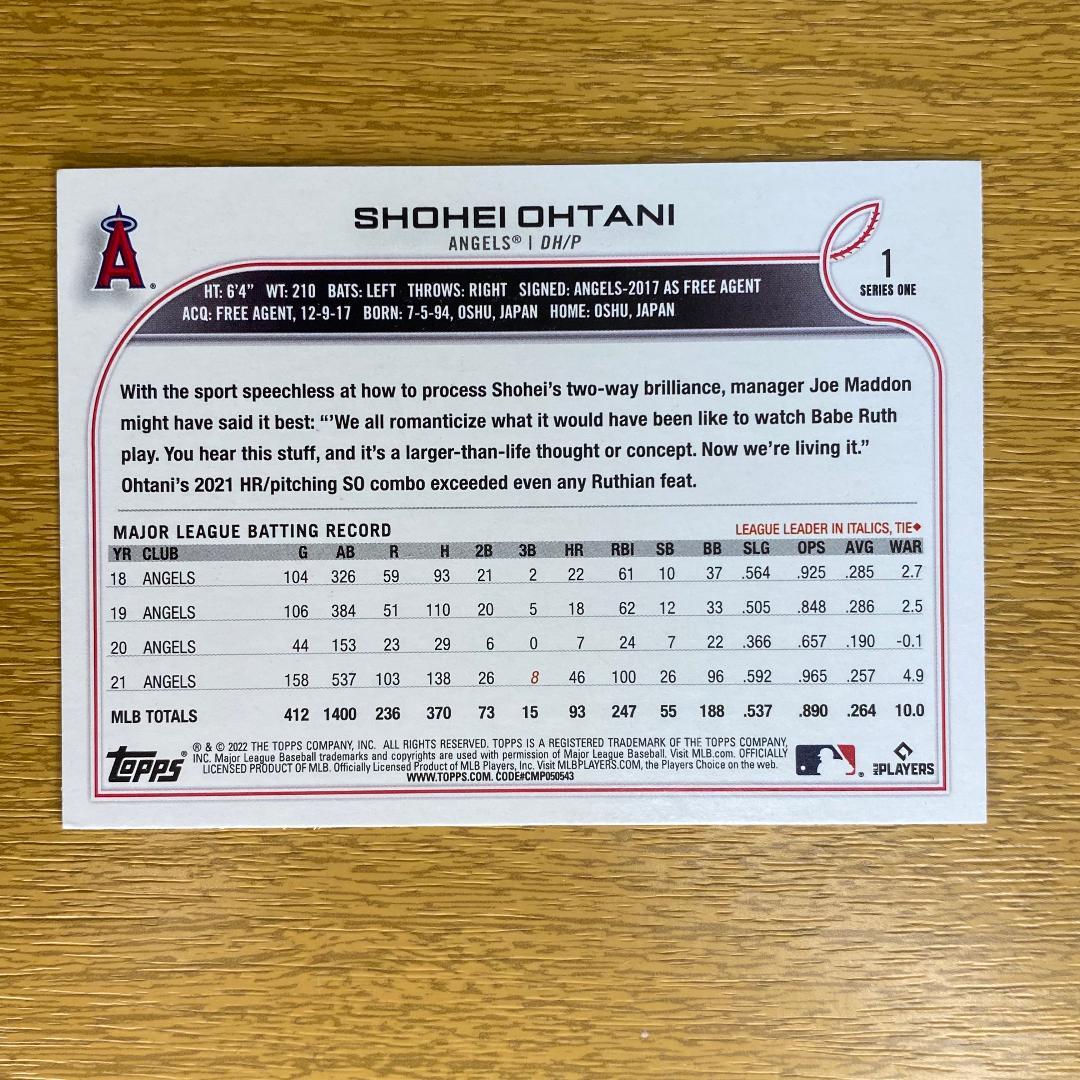 A®
SHOHEI OHTANI
ANGELS® | DH/P
1
SERIES ONE
HT: 6'4" WT: 210 BATS: LEFT THROWS: RIGHT SIGNED: ANGELS-2017 AS FREE AGENT
ACQ: FREE AGENT, 12-9-17 BORN: 7-5-94, OSHU, JAPAN HOME: OSHU, JAPAN
With the sport speechless at how to process Shohei's two-way brilliance, manager Joe Maddon
might have said it best: “'We all romanticize what it would have been like to watch Babe Ruth
play. You hear this stuff, and it's a larger-than-life thought or concept. Now we're living it.”
Ohtani's 2021 HR/pitching SO combo exceeded even any Ruthian feat.
MAJOR LEAGUE BATTING RECORD LEAGUE LEADER IN ITALICS, TIE◆
YR CLUB G AB R H 2B 3B HR RBI SB BB SLG OPS AVG WAR
18 ANGELS 104 326 59 93 21 2 22 61 10 37 .564 .925 .285 2.7
19 ANGELS 106 384 51 110 20 5 18 62 12 33 .505 .848 .286 2.5
20 ANGELS 44 153 23 29 6 0 7 24 7 22 .366 .657 .190 -0.1
21 ANGELS 158 537 103 138 26 8 46 100 26 96 .592 .965 .257 4.9
MLB TOTALS 412 1400 236 370 73 15 93 247 55 188 .537 .890 .264 10.0
topps®
® & © 2022 THE TOPPS COMPANY, INC. ALL RIGHTS RESERVED. TOPPS IS A REGISTERED TRADEMARK OF THE TOPPS COMPANY,
INC. Major League Baseball trademarks and copyrights are used with permission of Major League Baseball. Visit MLB.com. OFFICIALLY
LICENSED PRODUCT OF MLB. Officially Licensed Product of MLB Players, Inc. Visit MLBPLAYERS.COM, the Players Choice on the web.
WWW.TOPPS.COM. CODE#CMP050543
MLB PLAYERS